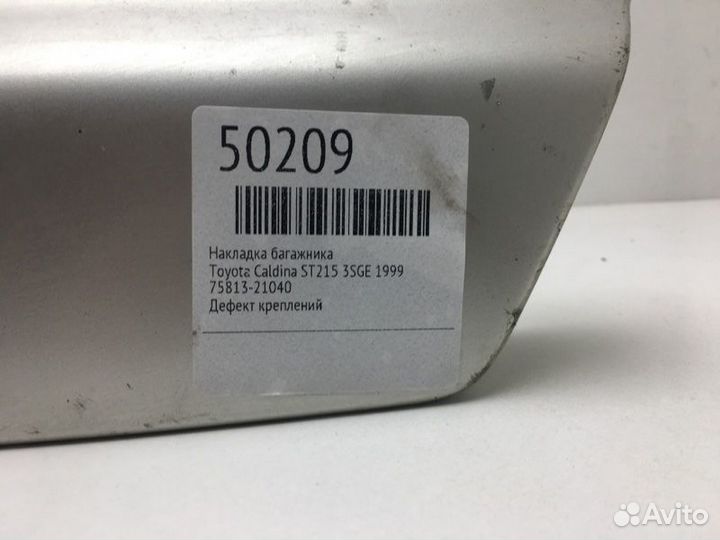 50209
Накладка багажника
Toyota Caldina ST215 3SGE 1999
75813-21040
Дефект креплений
Avito